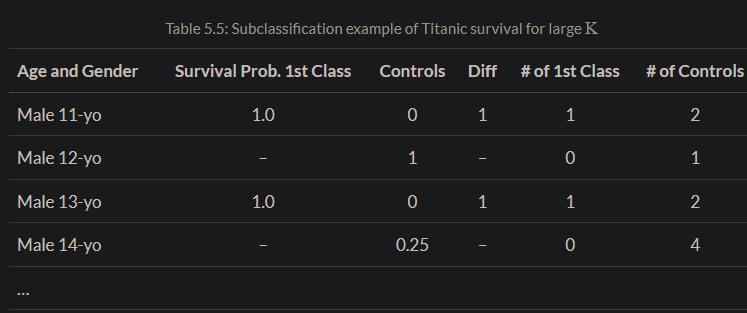 Table 5.5: Subclassification example of Titanic survival for large K
Age and Gender Survival Prob. 1st Class Controls Diff # of 1st Class # of Controls
Male 11-yo 1.0 0 1 1 2
Male 12-yo – 1 – 0 1
Male 13-yo 1.0 0 1 1 2
Male 14-yo – 0.25 – 0 4
...